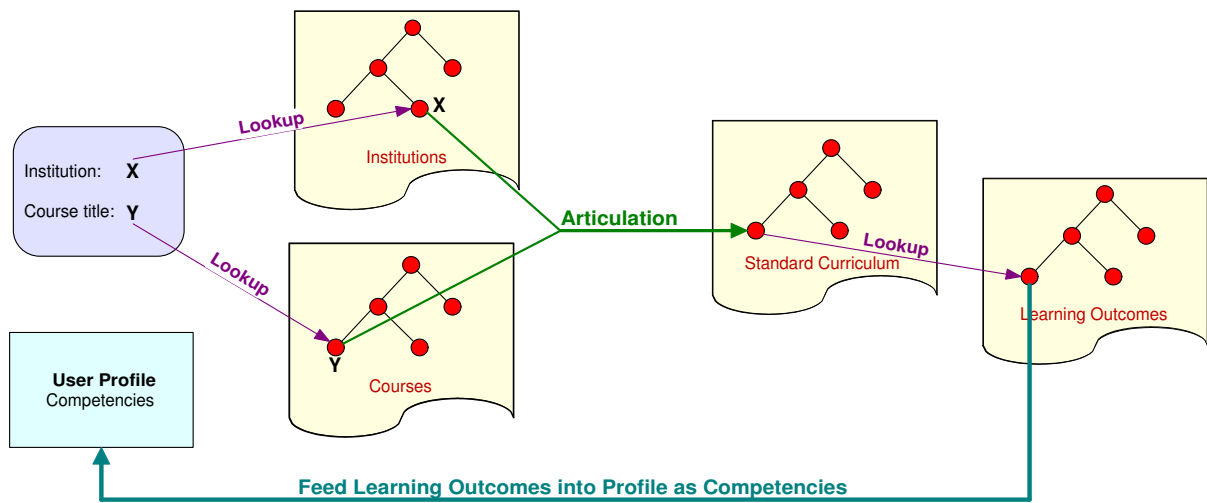 Lookup
X
Institutions
Institution: X
Course title: Y
Lookup
Y
Courses
Articulation
Standard Curriculum
Lookup
Learning Outcomes
User Profile
Competencies
Feed Learning Outcomes into Profile as Competencies